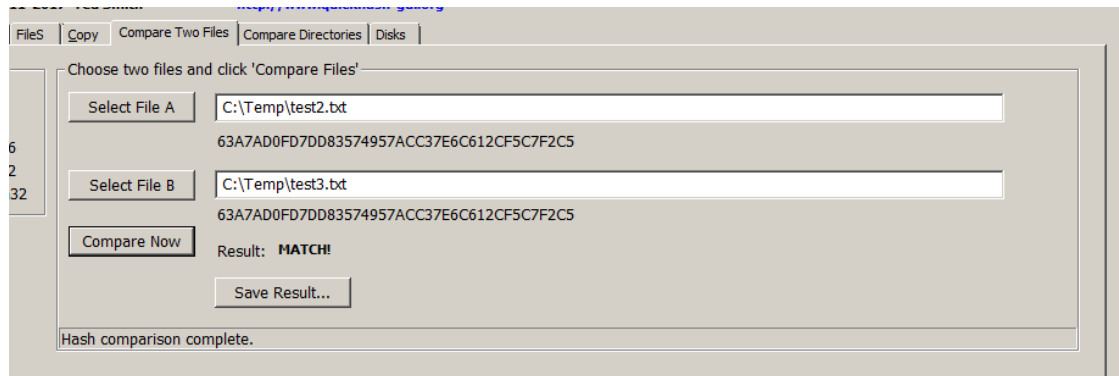 FileS Copy Compare Two Files Compare Directories Disks
Choose two files and click 'Compare Files'
Select File A C:\Temp\test2.txt
6
63A7AD0FD7DD83574957ACC37E6C612CF5C7F2C5
2
Select File B C:\Temp\test3.txt
32
63A7AD0FD7DD83574957ACC37E6C612CF5C7F2C5
Compare Now
Result: MATCH!
Save Result...
Hash comparison complete.